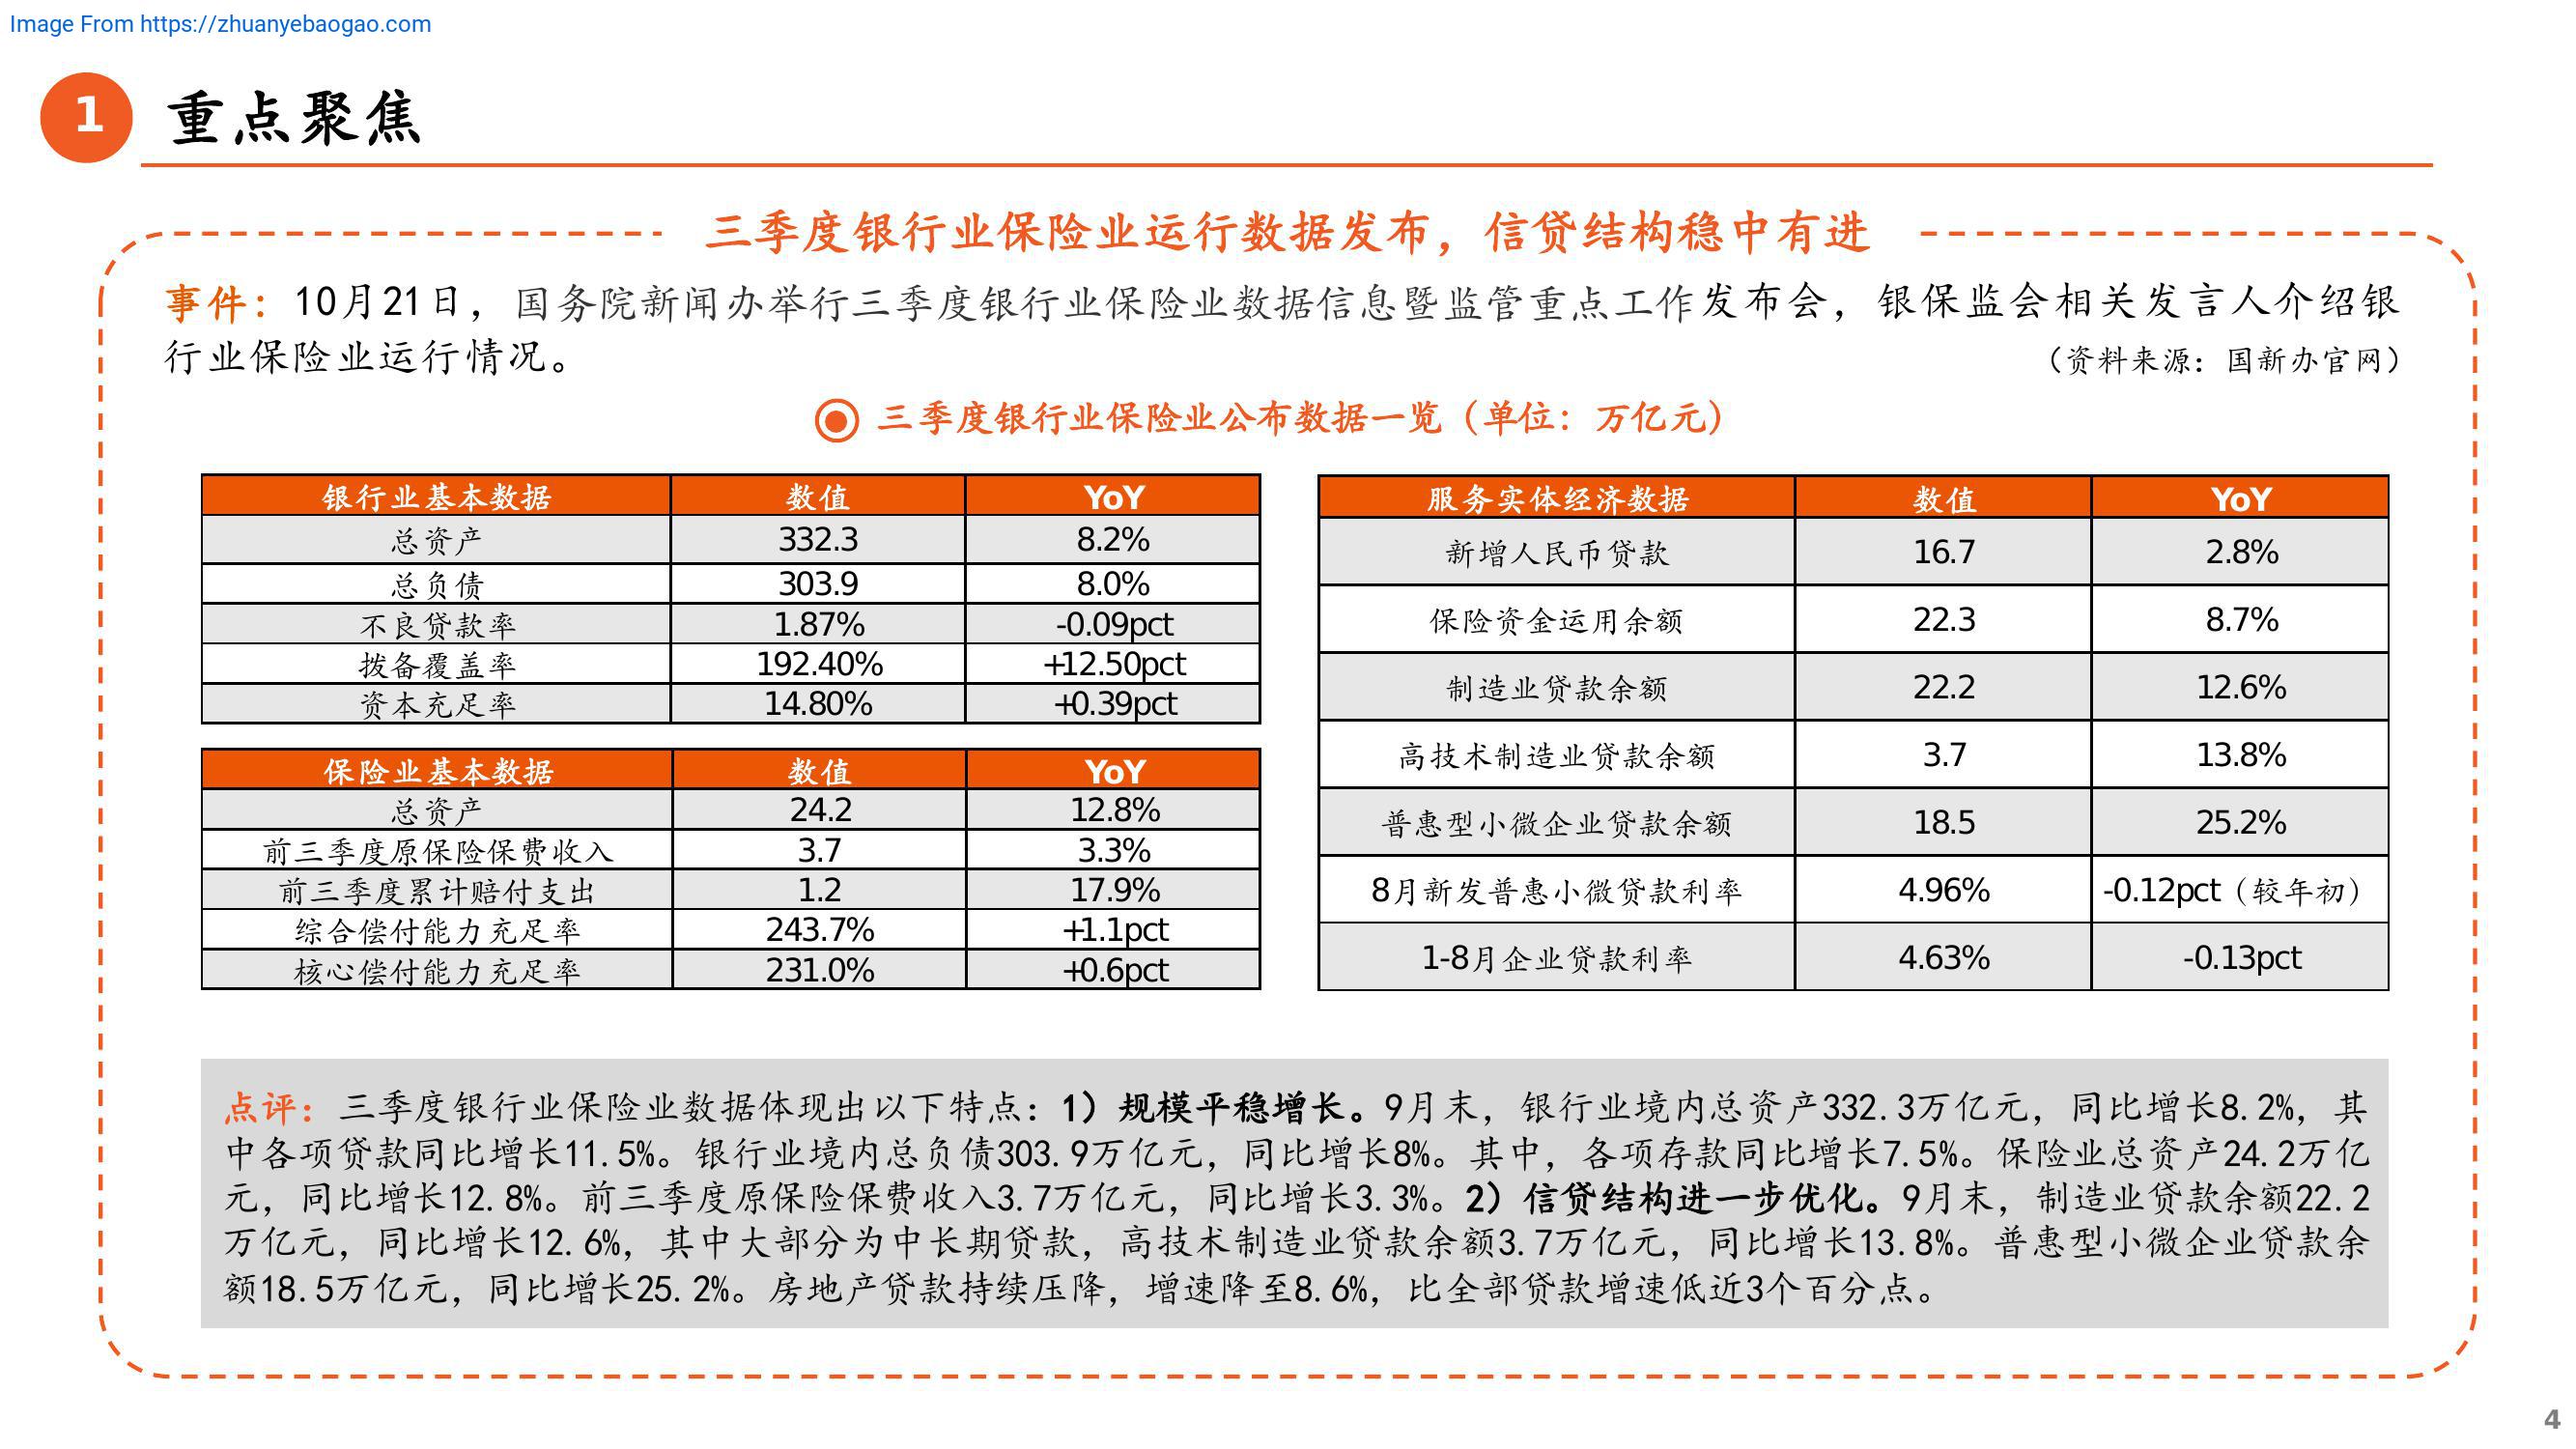 Image From https://zhuanyebaogao.com
1 重点聚焦
三季度银行业保险业运行数据发布，信贷结构稳中有进
事件：10月21日，国务院新闻办举行三季度银行业保险业数据信息暨监管重点工作发布会，银保监会相关发言人介绍银
行业保险业运行情况。 （资料来源：国新办官网）
三季度银行业保险业公布数据一览（单位：万亿元）
银行业基本数据 数值 YoY
总资产 332.3 8.2%
总负债 303.9 8.0%
不良贷款率 1.87% -0.09pct
拨备覆盖率 192.40% +12.50pct
资本充足率 14.80% +0.39pct
保险业基本数据 数值 YoY
总资产 24.2 12.8%
前三季度原保险保费收入 3.7 3.3%
前三季度累计赔付支出 1.2 17.9%
综合偿付能力充足率 243.7% +1.1pct
核心偿付能力充足率 231.0% +0.6pct
服务实体经济数据 数值 YoY
新增人民币贷款 16.7 2.8%
保险资金运用余额 22.3 8.7%
制造业贷款余额 22.2 12.6%
高技术制造业贷款余额 3.7 13.8%
普惠型小微企业贷款余额 18.5 25.2%
8月新发普惠小微贷款利率 4.96% -0.12pct（较年初）
1-8月企业贷款利率 4.63% -0.13pct
点评：三季度银行业保险业数据体现出以下特点：1）规模平稳增长。9月末，银行业境内总资产332.3万亿元，同比增长8.2%，其
中各项贷款同比增长11.5%。银行业境内总负债303.9万亿元，同比增长8%。其中，各项存款同比增长7.5%。保险业总资产24.2万亿
元，同比增长12.8%。前三季度原保险保费收入3.7万亿元，同比增长3.3%。2）信贷结构进一步优化。9月末，制造业贷款余额22.2
万亿元，同比增长12.6%，其中大部分为中长期贷款，高技术制造业贷款余额3.7万亿元，同比增长13.8%。普惠型小微企业贷款余
额18.5万亿元，同比增长25.2%。房地产贷款持续压降，增速降至8.6%，比全部贷款增速低近3个百分点。
4